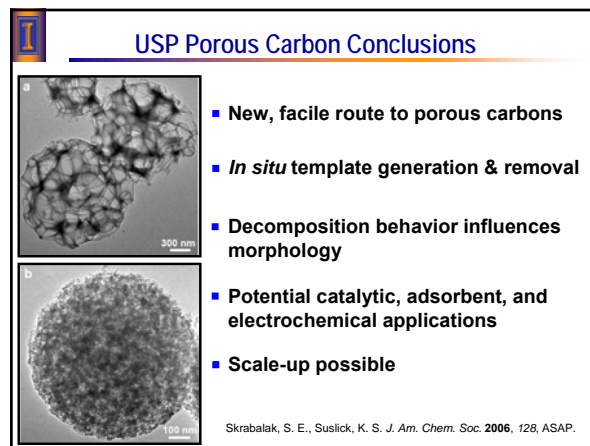 I
USP Porous Carbon Conclusions
a
300 nm
b
100 nm
New, facile route to porous carbons
In situ template generation & removal
Decomposition behavior influences
morphology
Potential catalytic, adsorbent, and
electrochemical applications
Scale-up possible
Skrabalak, S. E., Suslick, K. S. J. Am. Chem. Soc. 2006, 128, ASAP.